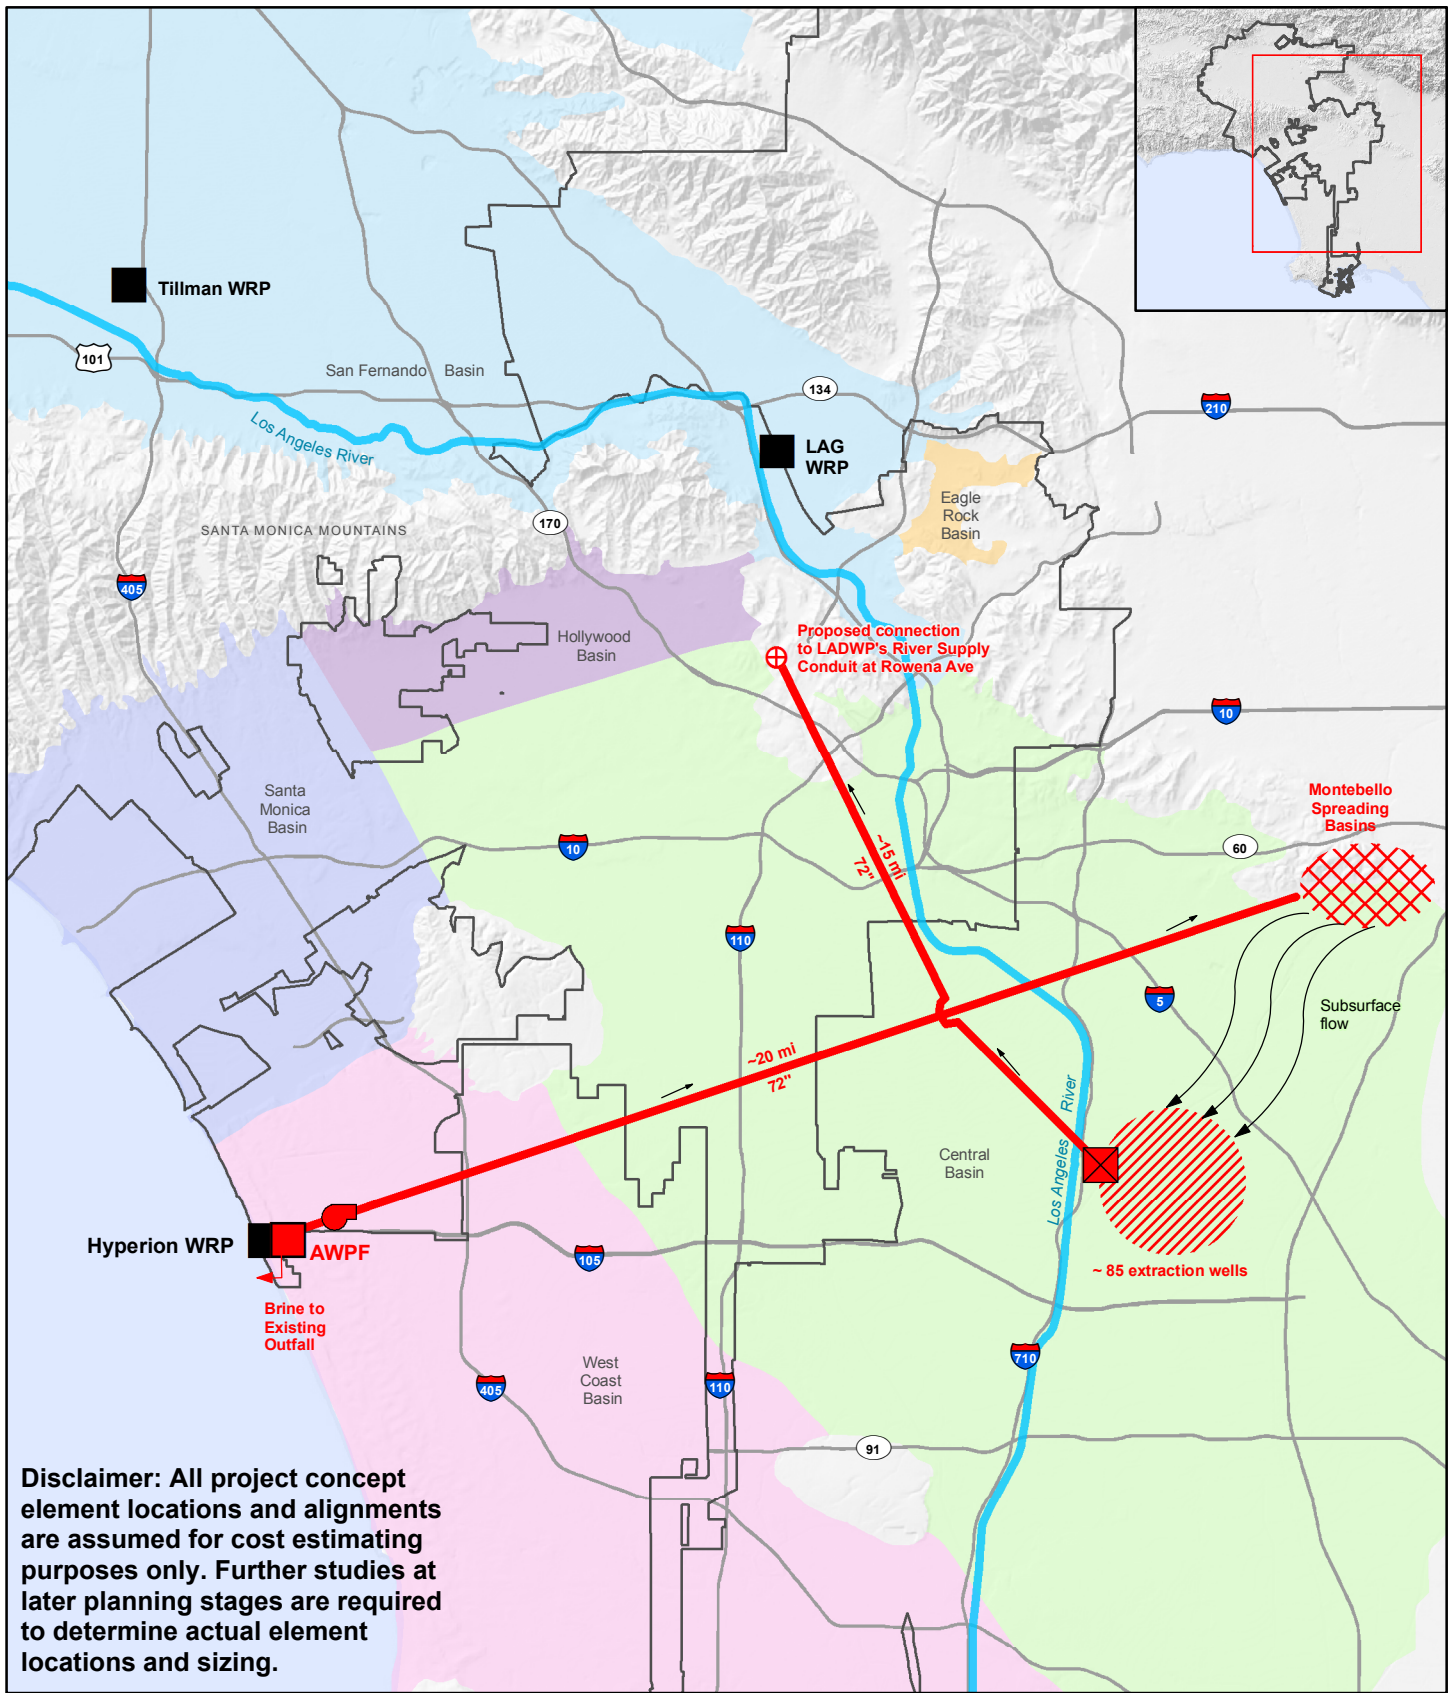 Tillman WRP
101
San Fernando Basin
134
210
Los Angeles River
LAG
WRP
Eagle
Rock
Basin
SANTA MONICA MOUNTAINS
170
405
Hollywood
Basin
Proposed connection
to LADWP's River Supply
Conduit at Rowena Ave
10
Santa
Monica
Basin
Montebello
Spreading
Basins
10
60
~15 mi
72"
110
5
Subsurface
flow
~20 mi
72"
Central
Basin
Los Angeles River
Hyperion WRP
AWPF
105
~ 85 extraction wells
Brine to
Existing
Outfall
West
Coast
Basin
710
405
110
91
Disclaimer: All project concept
element locations and alignments
are assumed for cost estimating
purposes only. Further studies at
later planning stages are required
to determine actual element
locations and sizing.